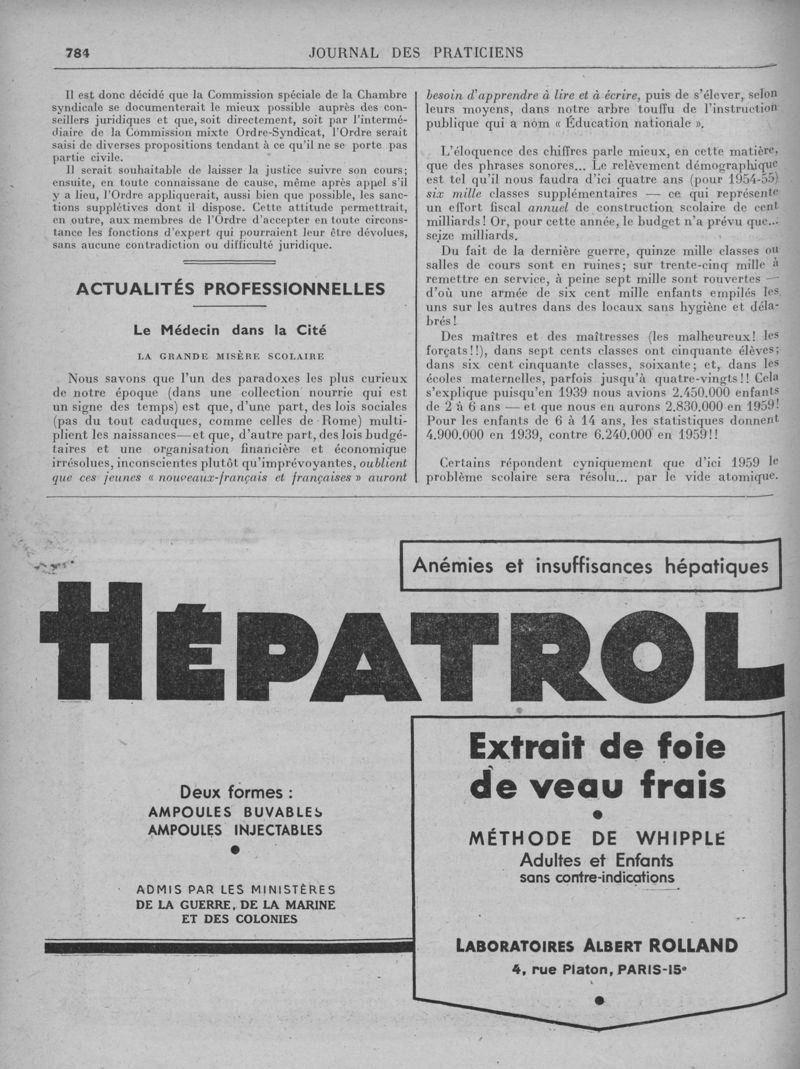 784
JOURNAL DES PRATICIENS
Il est donc décidé que la Commission spéciale de la Chambre
syndicale se documenterait le mieux possible auprès des con-
seillers juridiques et que, soit directement, soit par l'intermé-
diaire de la Commission mixte Ordre-Syndicat, l'Ordre serait
saisi de diverses propositions tendant à ce qu'il ne se porte pas
partie civile.
Il serait souhaitable de laisser la justice suivre son cours;
ensuite, en toute connaissane de cause, même après appel s'il
y a lieu, l'Ordre appliquerait, aussi bien que possible, les sanc-
tions supplétives dont il dispose. Cette attitude permettrait,
en outre, aux membres de l'Ordre d'accepter en toute circons-
tance les fonctions d'expert qui pourraient leur être dévolues,
sans aucune contradiction ou difficulté juridique.
ACTUALITÉS PROFESSIONNELLES
Le Médecin dans la Cité
LA GRANDE MISÈRE SCOLAIRE
Nous savons que l'un des paradoxes les plus curieux
de notre époque (dans une collection nourrie qui est
un signe des temps) est que, d'une part, des lois sociales
(pas du tout caduques, comme celles de Rome) multi-
plient les naissances — et que, d'autre part, des lois budgé-
taires et une organisation financière et économique
irrésolues, inconscientes plutôt qu'imprévoyantes, oublient
que ces jeunes « nouveaux-français et françaises » auront
besoin d'apprendre à lire et à écrire, puis de s'élever, selon
leurs moyens, dans notre arbre touffu de l'instruction
publique qui a nom « Éducation nationale ».
L'éloquence des chiffres parle mieux, en cette matière,
que des phrases sonores... Le relèvement démographique
est tel qu'il nous faudra d'ici quatre ans (pour 1954-55)
six mille classes supplémentaires — ce qui représente
un effort fiscal annuel de construction scolaire de cent
milliards ! Or, pour cette année, le budget n'a prévu que...
seize milliards.
Du fait de la dernière guerre, quinze mille classes ou
salles de cours sont en ruines; sur trente-cinq mille à
remettre en service, à peine sept mille sont rouvertes —
d'où une armée de six cent mille enfants empilés les
uns sur les autres dans des locaux sans hygiène et déla-
brés !
Des maîtres et des maîtresses (les malheureux! les
forçats!!), dans sept cents classes ont cinquante élèves;
dans six cent cinquante classes, soixante; et, dans les
écoles maternelles, parfois jusqu'à quatre-vingts!! Cela
s'explique puisqu'en 1939 nous avions 2.450.000 enfants
de 2 à 6 ans — et que nous en aurons 2.830.000 en 1959!
Pour les enfants de 6 à 14 ans, les statistiques donnent
4.900.000 en 1939, contre 6.240.000 en 1959!!
Certains répondent cyniquement que d'ici 1959 le
problème scolaire sera résolu... par le vide atomique.
Anémies et insuffisances hépatiques
HÉPATROL
Extrait de foie
de veau frais
MÉTHODE DE WHIPPLE
Adultes et Enfants
sans contre-indications
LABORATOIRES ALBERT ROLLAND
4, rue Platon, PARIS-15e
Deux formes :
AMPOULES BUVABLES
AMPOULES INJECTABLES
ADMIS PAR LES MINISTÈRES
DE LA GUERRE, DE LA MARINE
ET DES COLONIES